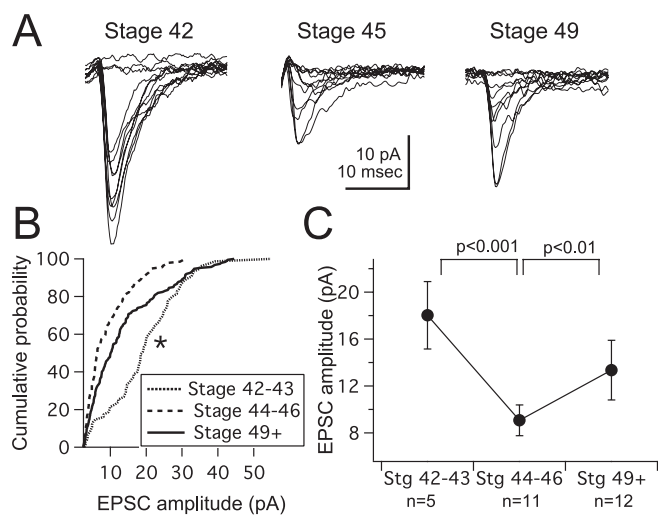 A
Stage 42
Stage 45
Stage 49
10 pA
10 msec
B
Cumulative probability
100
80
60
40
20
0
*
Stage 42-43
Stage 44-46
Stage 49+
10 20 30 40 50
EPSC amplitude (pA)
C
p<0.001
p<0.01
EPSC amplitude (pA)
20
16
12
8
Stg 42-43 Stg 44-46 Stg 49+
n=5 n=11 n=12